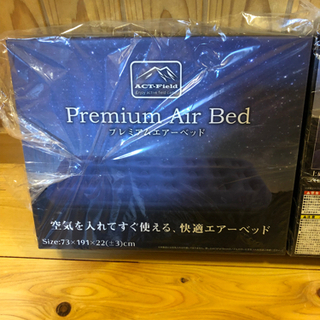 ACT-Field
Premium Air Bed
プレミアムエアーベッド
空気を入れてすぐ使える、快適エアーベッド
Size:73×191×22(±3)cm